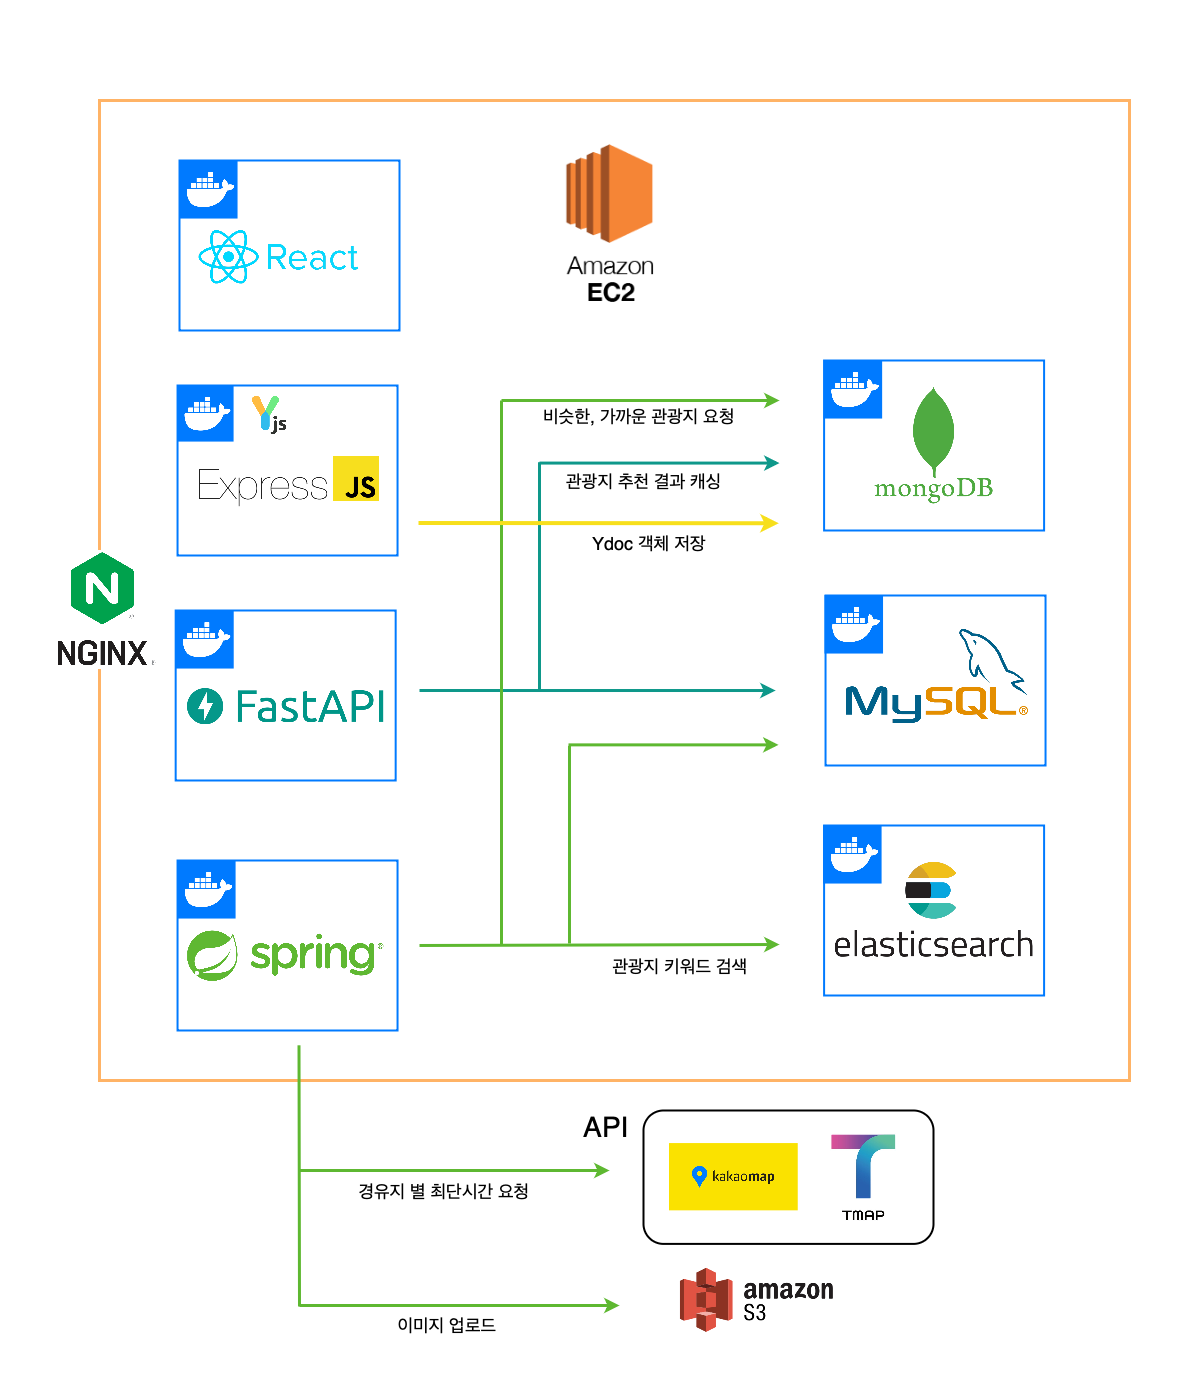 React
Amazon
EC2
Yjs
Express JS
비슷한, 가까운 관광지 요청
관광지 추천 결과 캐싱
mongoDB
Ydoc 객체 저장
NGINX
FastAPI
MySQL®
spring®
elasticsearch
관광지 키워드 검색
API
kakaomap
TMAP
경유지 별 최단시간 요청
amazon
S3
이미지 업로드